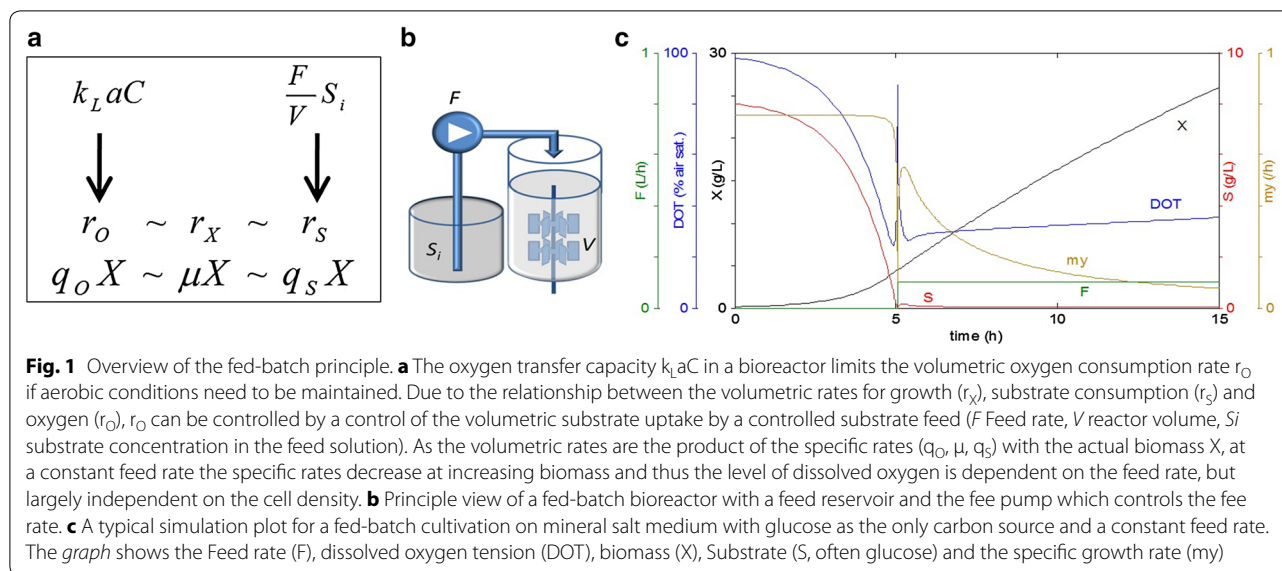 a
k_L aC
F/V S_i
r_O ~ r_X ~ r_S
q_O X ~ μX ~ q_S X
b
F
S_i
V
c
F (L/h)
0
1
DOT (% air sat.)
0
100
X (g/L)
0
30
S (g/L)
0
10
my (/h)
0
1
X
DOT
my
F
S
0 5 10 15
time (h)
Fig. 1 Overview of the fed-batch principle. a The oxygen transfer capacity k_LaC in a bioreactor limits the volumetric oxygen consumption rate r_O
if aerobic conditions need to be maintained. Due to the relationship between the volumetric rates for growth (r_X), substrate consumption (r_S) and
oxygen (r_O), r_O can be controlled by a control of the volumetric substrate uptake by a controlled substrate feed (F Feed rate, V reactor volume, Si
substrate concentration in the feed solution). As the volumetric rates are the product of the specific rates (q_O, μ, q_S) with the actual biomass X, at
a constant feed rate the specific rates decrease at increasing biomass and thus the level of dissolved oxygen is dependent on the feed rate, but
largely independent on the cell density. b Principle view of a fed-batch bioreactor with a feed reservoir and the fee pump which controls the fee
rate. c A typical simulation plot for a fed-batch cultivation on mineral salt medium with glucose as the only carbon source and a constant feed rate.
The graph shows the Feed rate (F), dissolved oxygen tension (DOT), biomass (X), Substrate (S, often glucose) and the specific growth rate (my)